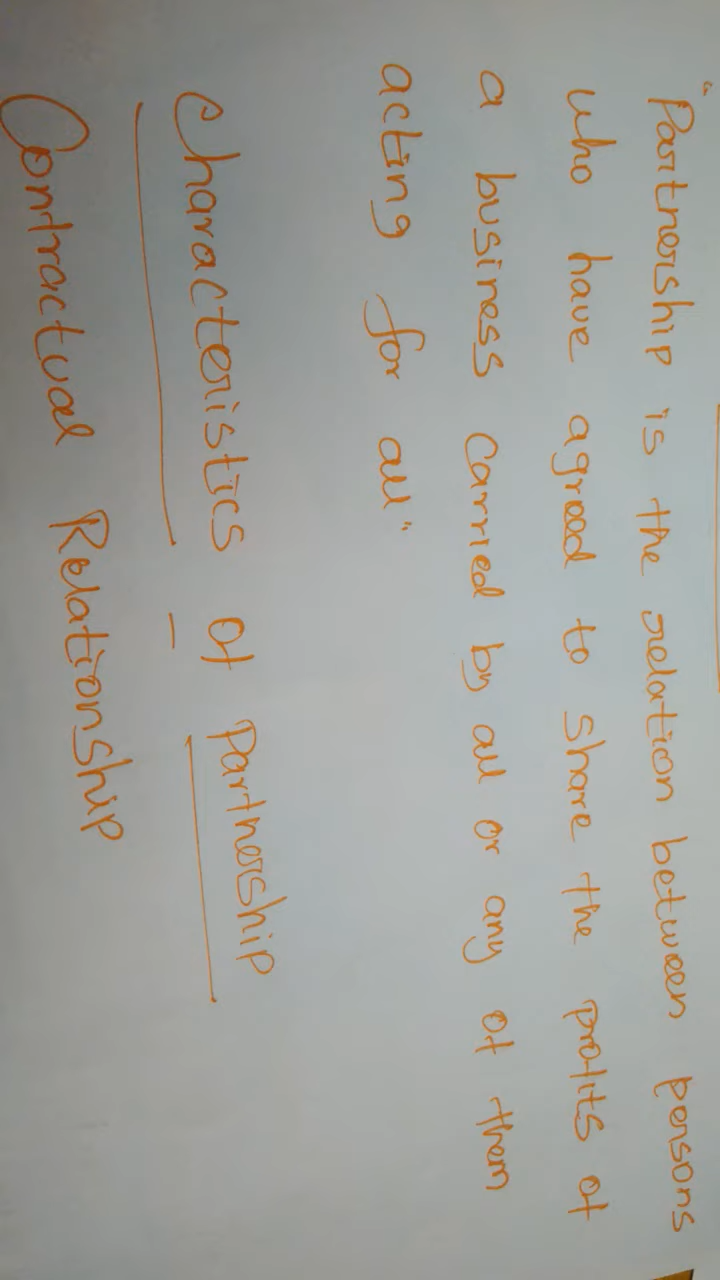 "Partnership is the relation between persons
who have agreed to share the profits of
a business carried by all or any of them
acting for all"
Characteristics of Partnership
Contractual Relationship